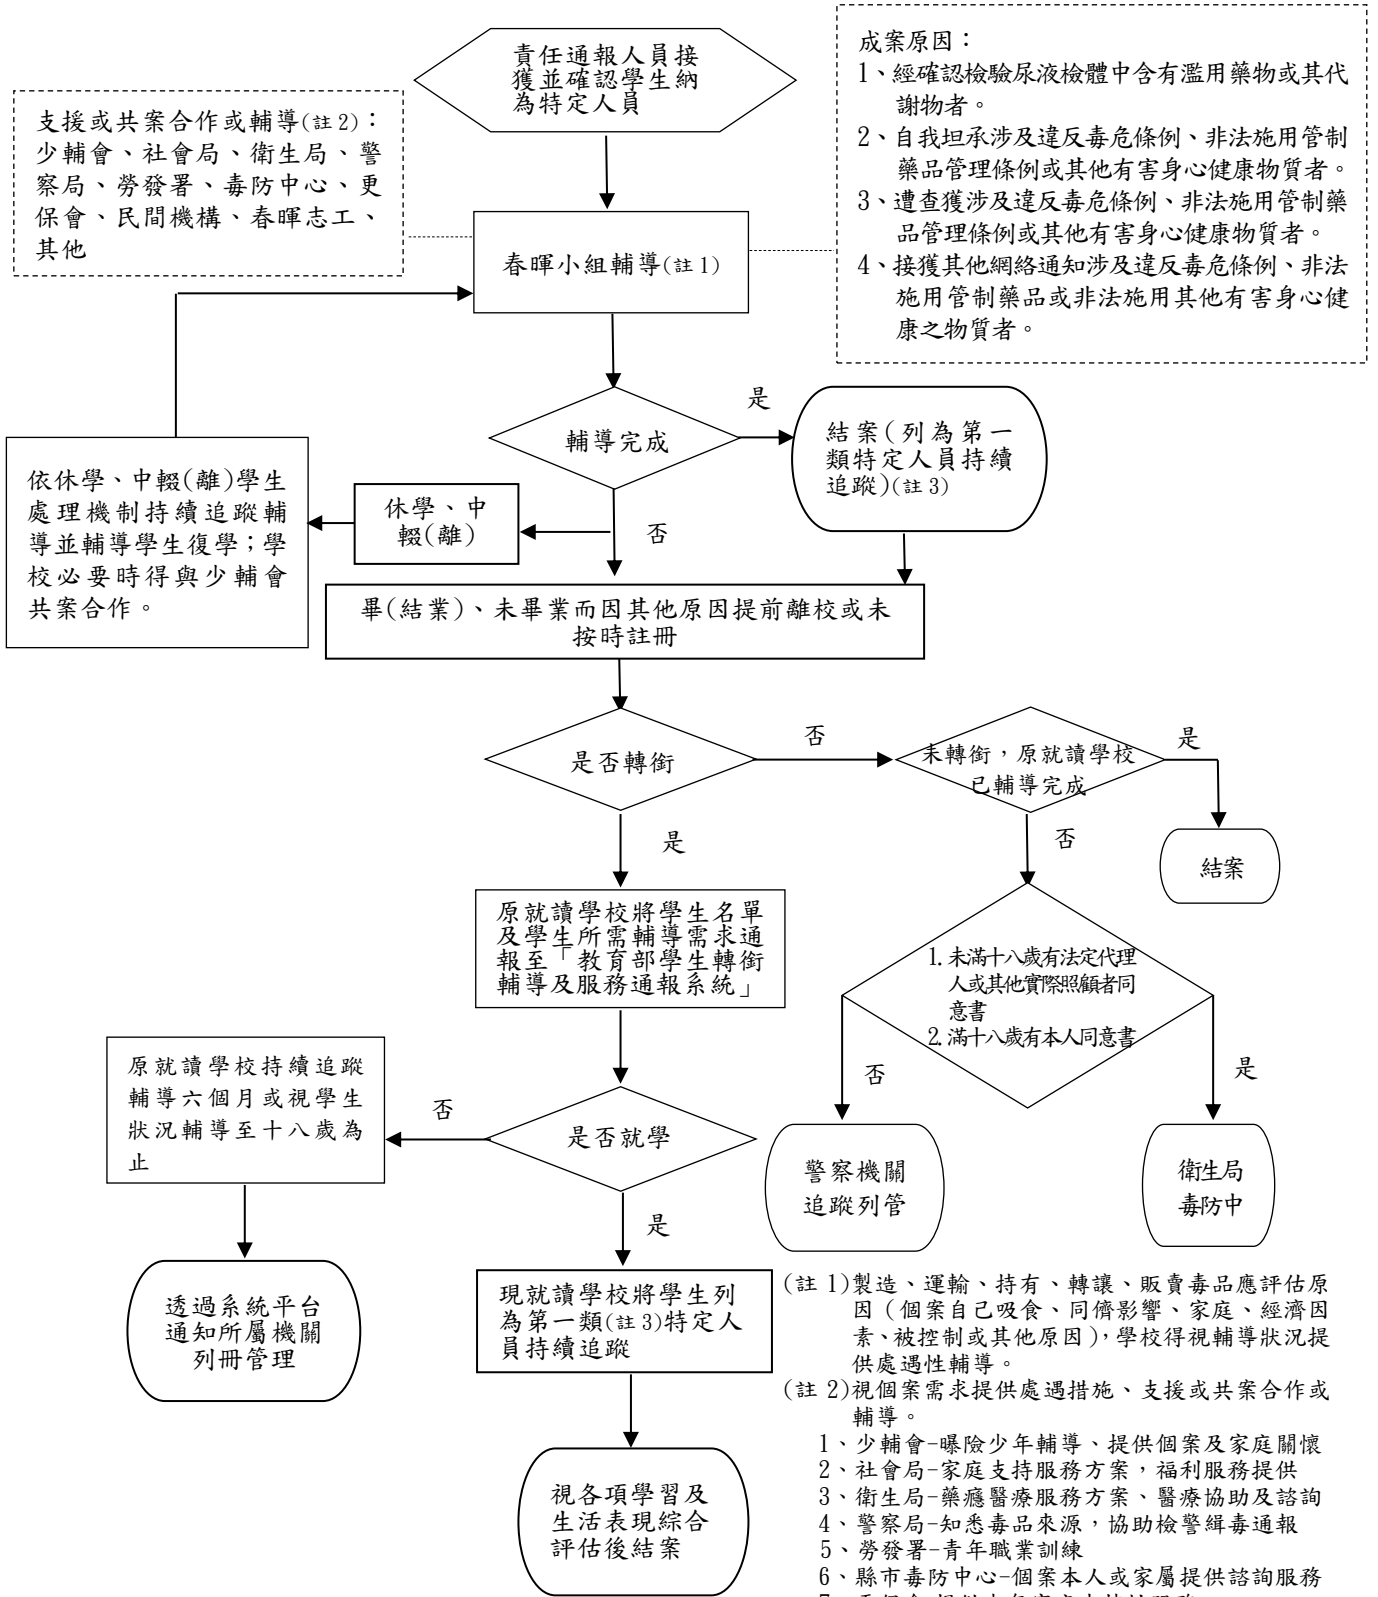 責任通報人員接
獲並確認學生納
為特定人員
成案原因：
1、經確認檢驗尿液檢體中含有濫用藥物或其代
謝物者。
2、自我坦承涉及違反毒危條例、非法施用管制
藥品管理條例或其他有害身心健康物質者。
3、遭查獲涉及違反毒危條例、非法施用管制藥
品管理條例或其他有害身心健康物質者。
4、接獲其他網絡通知涉及違反毒危條例、非法
施用管制藥品或非法施用其他有害身心健
康之物質者。
支援或共案合作或輔導(註2)：
少輔會、社會局、衛生局、警
察局、勞發署、毒防中心、更
保會、民間機構、春暉志工、
其他
春暉小組輔導(註1)
輔導完成
是
結案(列為第一
類特定人員持續
追蹤)(註3)
否
休學、中
輟(離)
依休學、中輟(離)學生
處理機制持續追蹤輔
導並輔導學生復學；學
校必要時得與少輔會
共案合作。
畢(結業)、未畢業而因其他原因提前離校或未
按時註冊
是否轉銜
否
未轉銜，原就讀學校
已輔導完成
是
結案
是
否
原就讀學校將學生名單
及學生所需輔導需求通
報至「教育部學生轉銜
輔導及服務通報系統」
1. 未滿十八歲有法定代理
人或其他實際照顧者同
意書
2. 滿十八歲有本人同意書
否
是
警察機關
追蹤列管
衛生局
毒防中
是否就學
否
原就讀學校持續追蹤
輔導六個月或視學生
狀況輔導至十八歲為
止
透過系統平台
通知所屬機關
列冊管理
是
現就讀學校將學生列
為第一類(註3)特定人
員持續追蹤
視各項學習及
生活表現綜合
評估後結案
(註 1)製造、運輸、持有、轉讓、販賣毒品應評估原
因（個案自己吸食、同儕影響、家庭、經濟因
素、被控制或其他原因)，學校得視輔導狀況提
供處遇性輔導。
(註 2)視個案需求提供處遇措施、支援或共案合作或
輔導。
1、少輔會-曝險少年輔導、提供個案及家庭關懷
2、社會局-家庭支持服務方案，福利服務提供
3、衛生局-藥癮醫療服務方案、醫療協助及諮詢
4、警察局-知悉毒品來源，協助檢警緝毒通報
5、勞發署-青年職業訓練
6、縣市毒防中心-個案本人或家屬提供諮詢服務